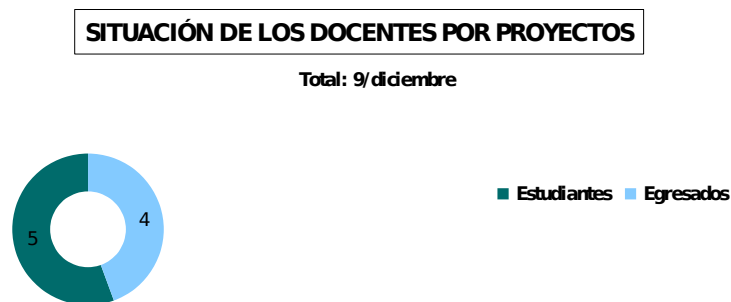 SITUACIÓN DE LOS DOCENTES POR PROYECTOS
Total: 9/diciembre
5
4
Estudiantes
Egresados